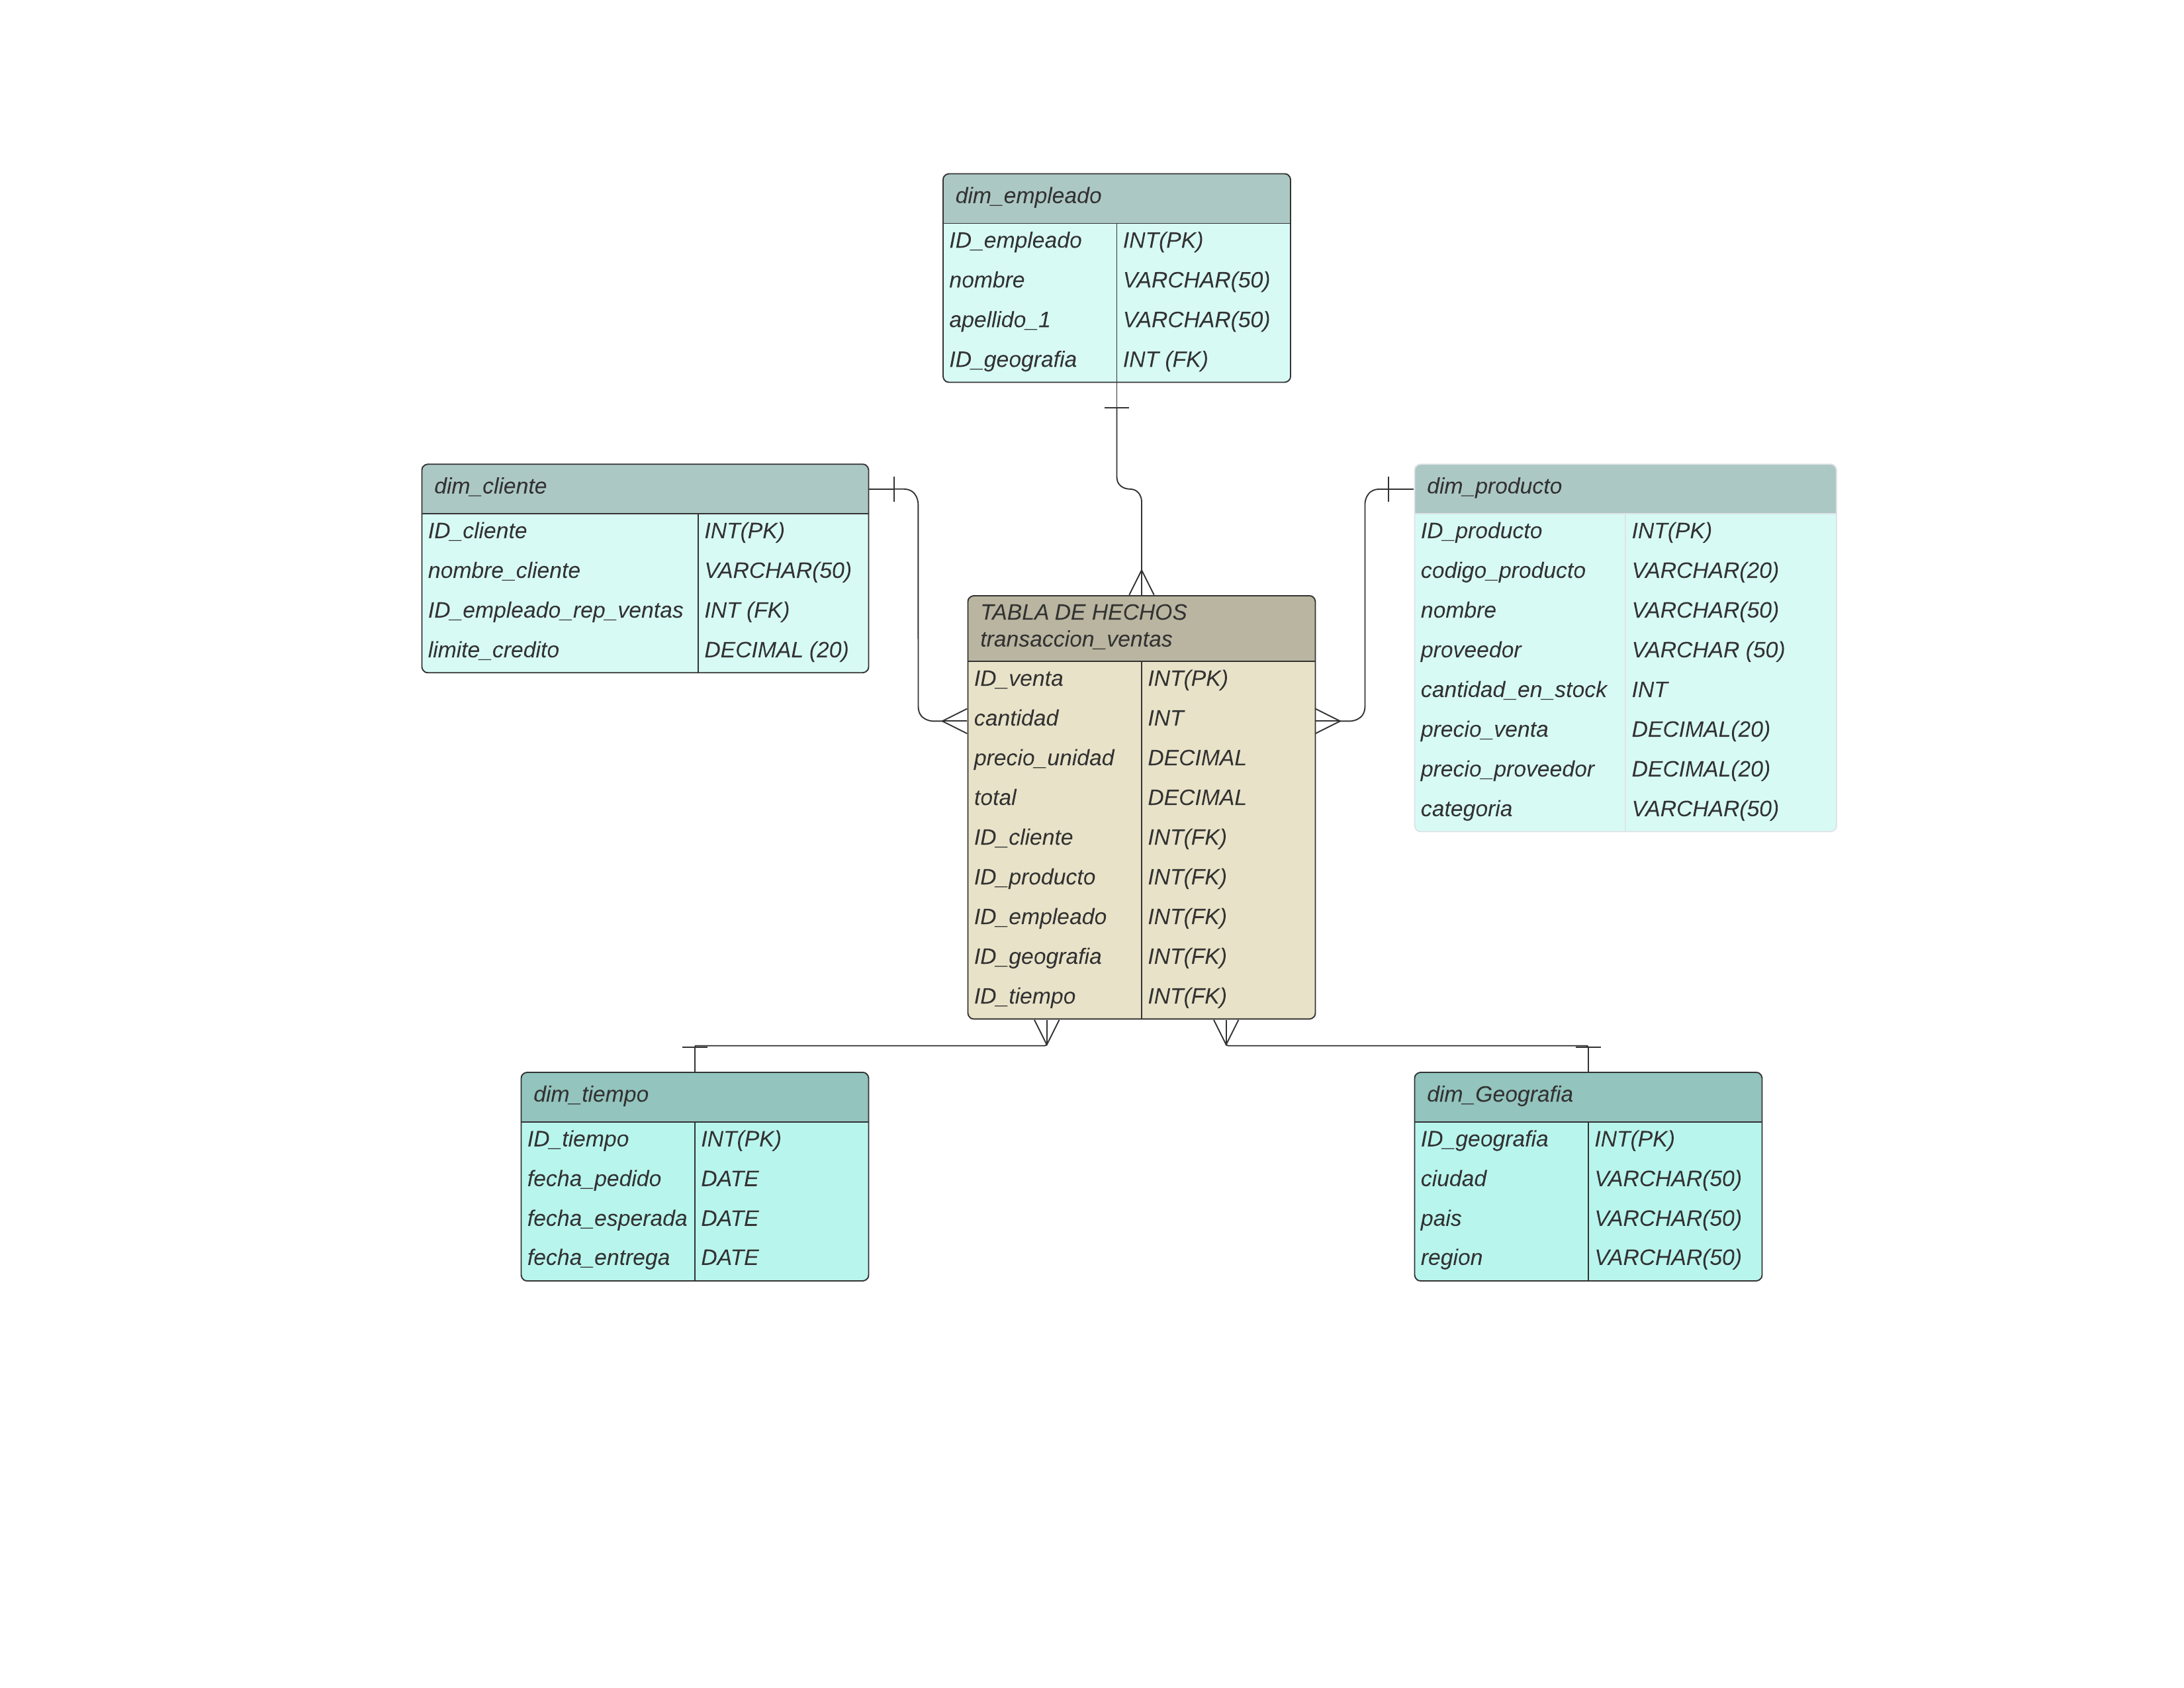 dim_empleado
ID_empleado INT(PK)
nombre VARCHAR(50)
apellido_1 VARCHAR(50)
ID_geografia INT (FK)
dim_cliente
ID_cliente INT(PK)
nombre_cliente VARCHAR(50)
ID_empleado_rep_ventas INT (FK)
limite_credito DECIMAL (20)
dim_producto
ID_producto INT(PK)
codigo_producto VARCHAR(20)
nombre VARCHAR(50)
proveedor VARCHAR (50)
cantidad_en_stock INT
precio_venta DECIMAL(20)
precio_proveedor DECIMAL(20)
categoria VARCHAR(50)
TABLA DE HECHOS
transaccion_ventas
ID_venta INT(PK)
cantidad INT
precio_unidad DECIMAL
total DECIMAL
ID_cliente INT(FK)
ID_producto INT(FK)
ID_empleado INT(FK)
ID_geografia INT(FK)
ID_tiempo INT(FK)
dim_tiempo
ID_tiempo INT(PK)
fecha_pedido DATE
fecha_esperada DATE
fecha_entrega DATE
dim_Geografia
ID_geografia INT(PK)
ciudad VARCHAR(50)
pais VARCHAR(50)
region VARCHAR(50)